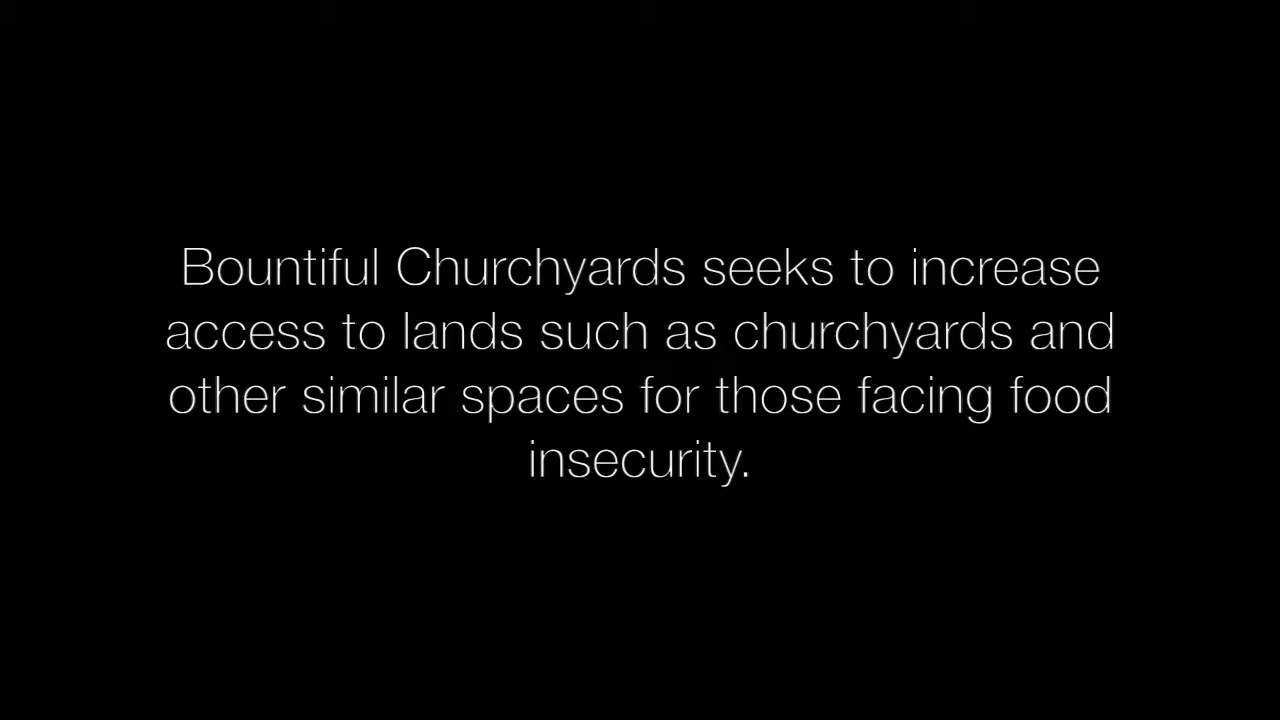 Bountiful Churchyards seeks to increase
access to lands such as churchyards and
other similar spaces for those facing food
insecurity.